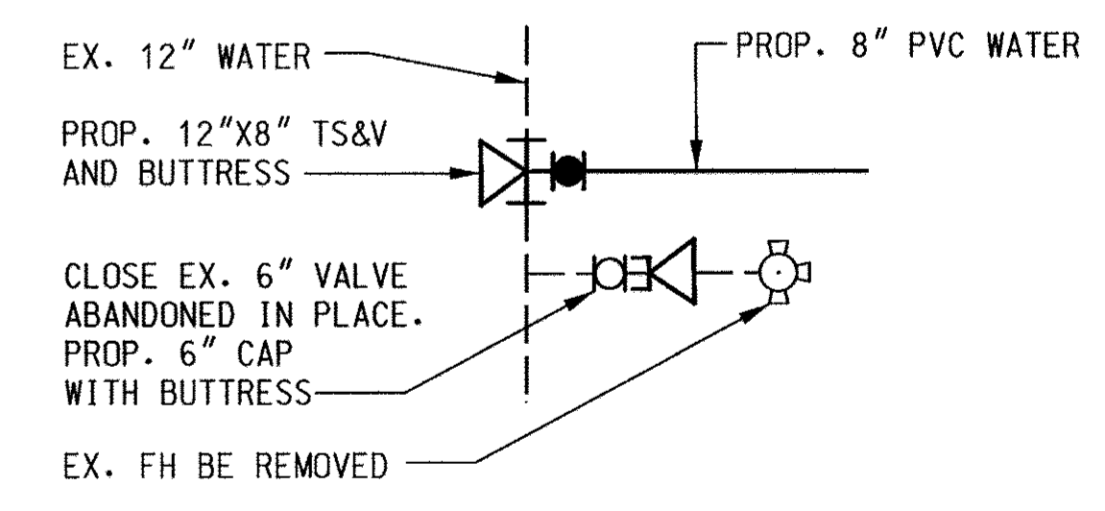 EX. 12" WATER
PROP. 8" PVC WATER
PROP. 12"X8" TS&V
AND BUTTRESS
CLOSE EX. 6" VALVE
ABANDONED IN PLACE.
PROP. 6" CAP
WITH BUTTRESS
EX. FH BE REMOVED